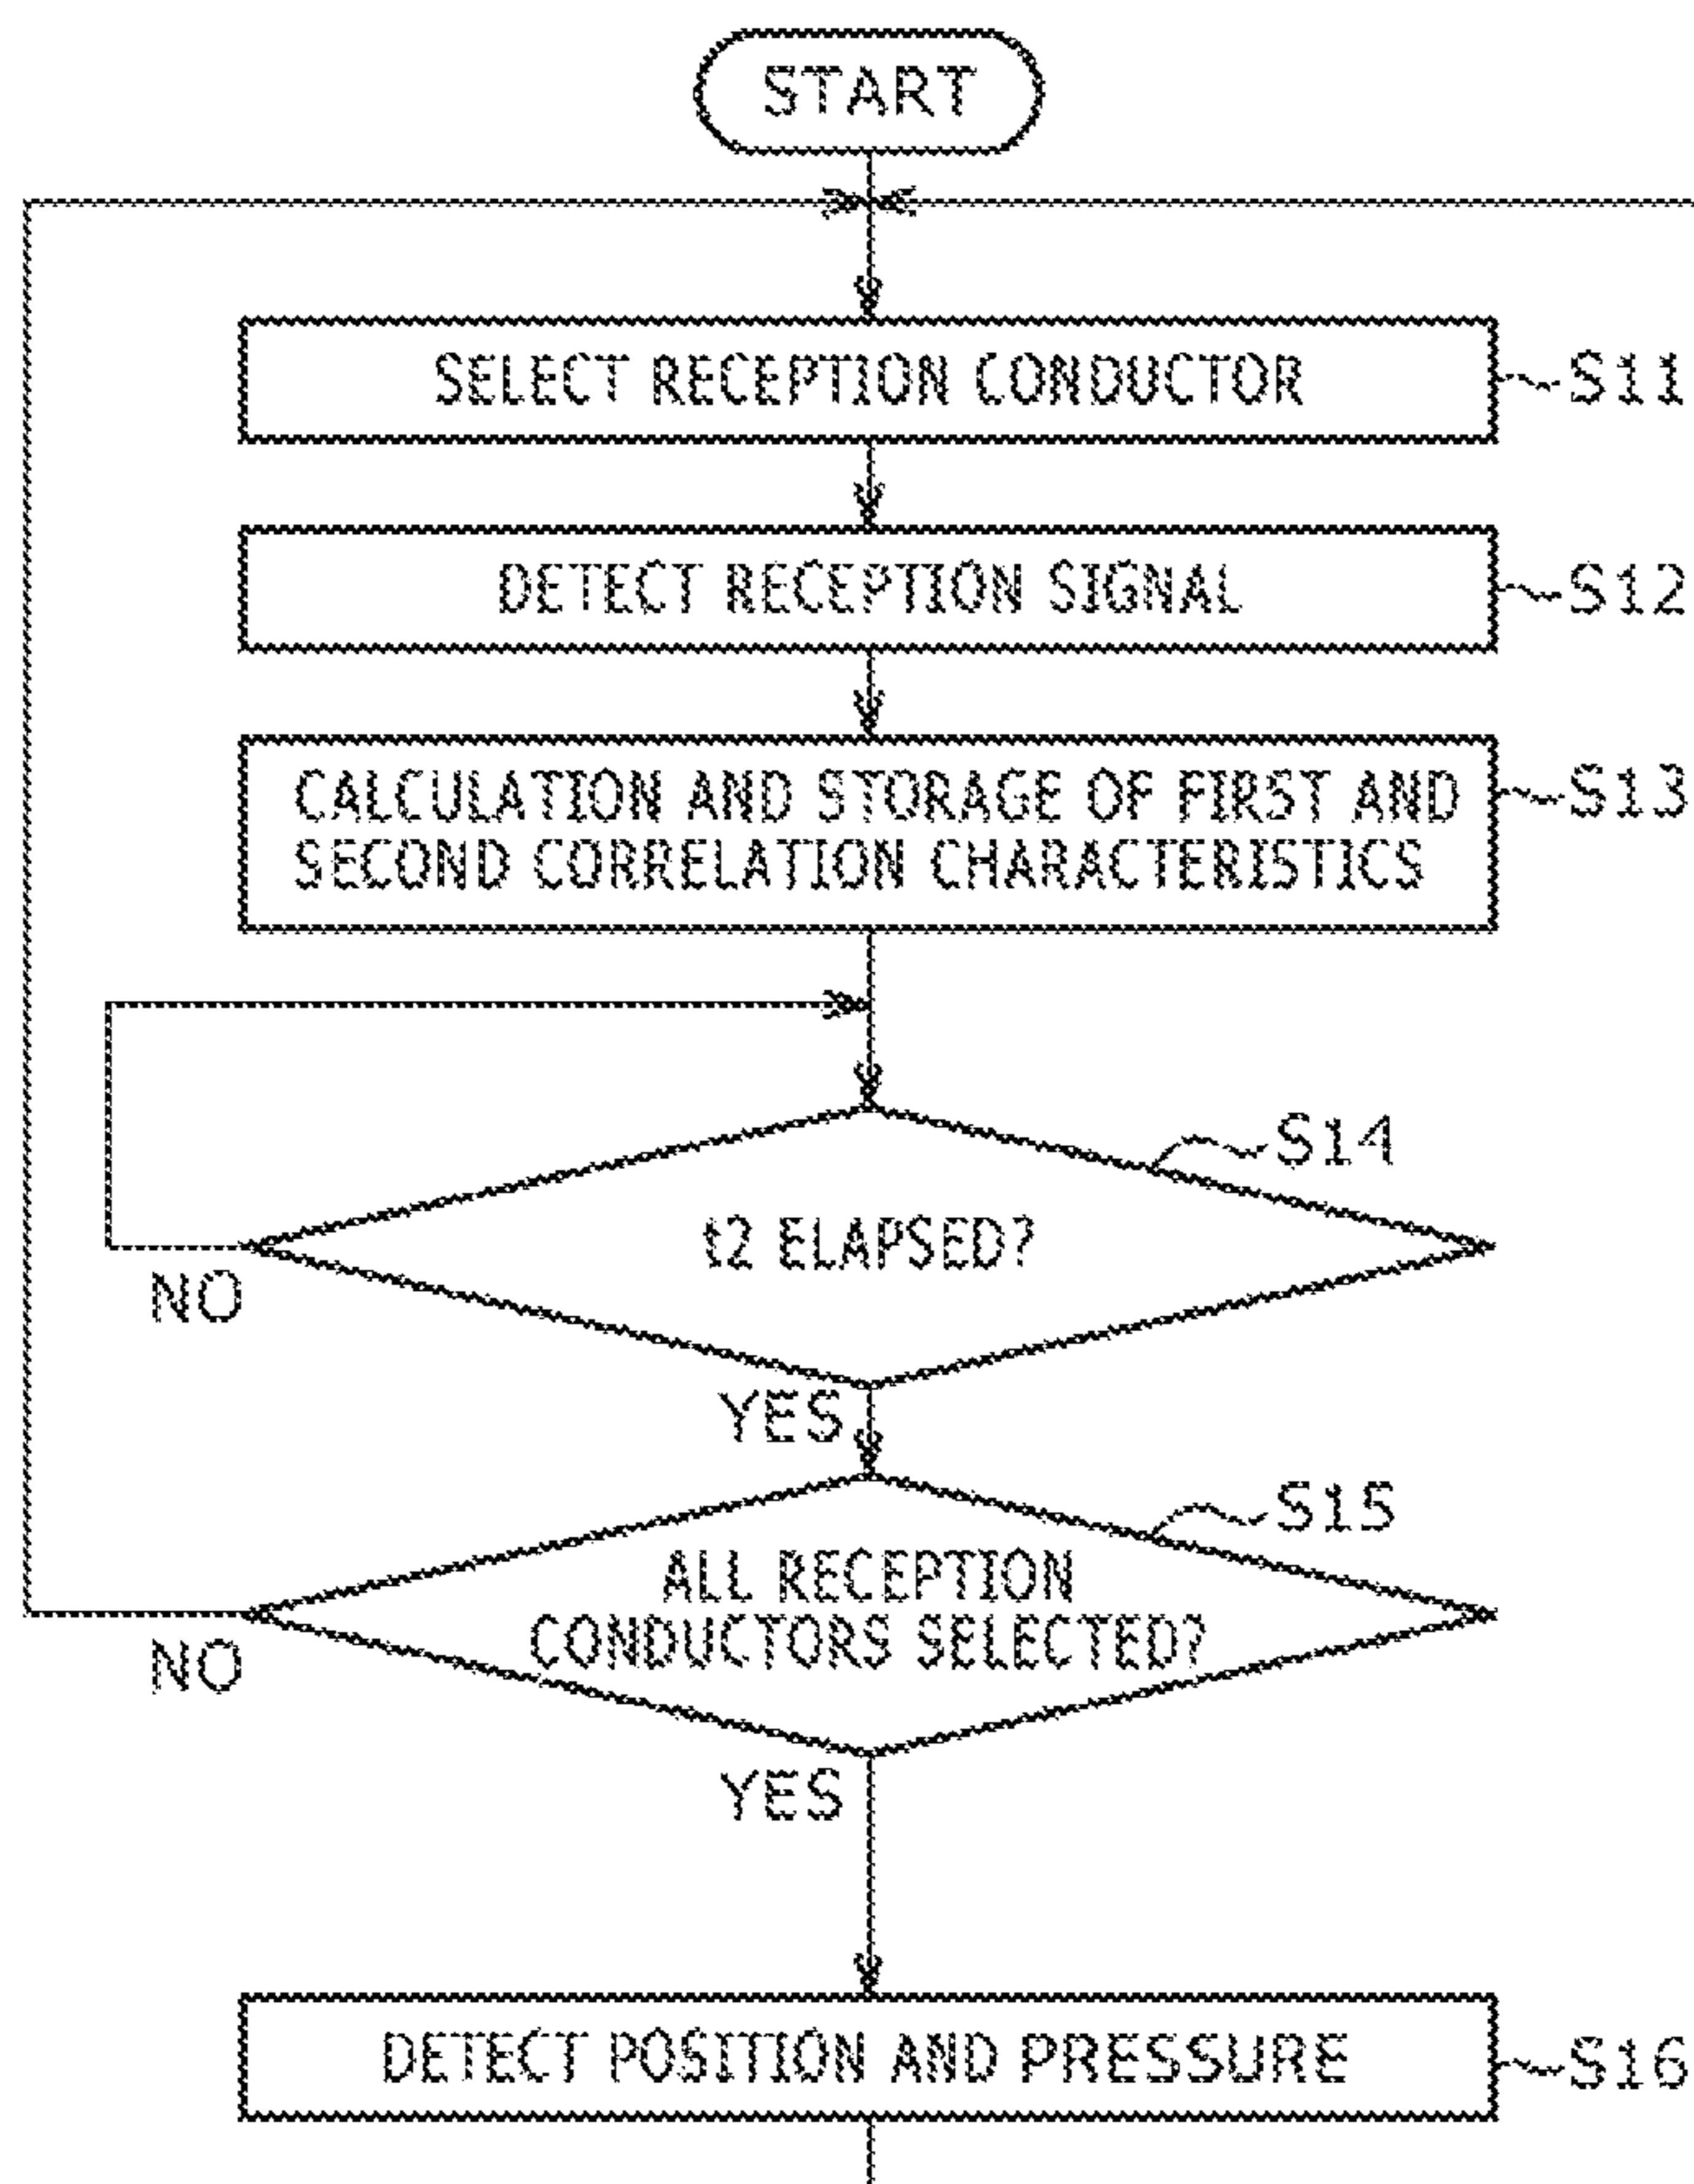 START
SELECT RECEPTION CONDUCTOR
S11
DETECT RECEPTION SIGNAL
S12
CALCULATION AND STORAGE OF FIRST AND
SECOND CORRELATION CHARACTERISTICS
S13
S14
t2 ELAPSED?
NO
YES
S15
ALL RECEPTION
CONDUCTORS SELECTED?
NO
YES
DETECT POSITION AND PRESSURE
S16